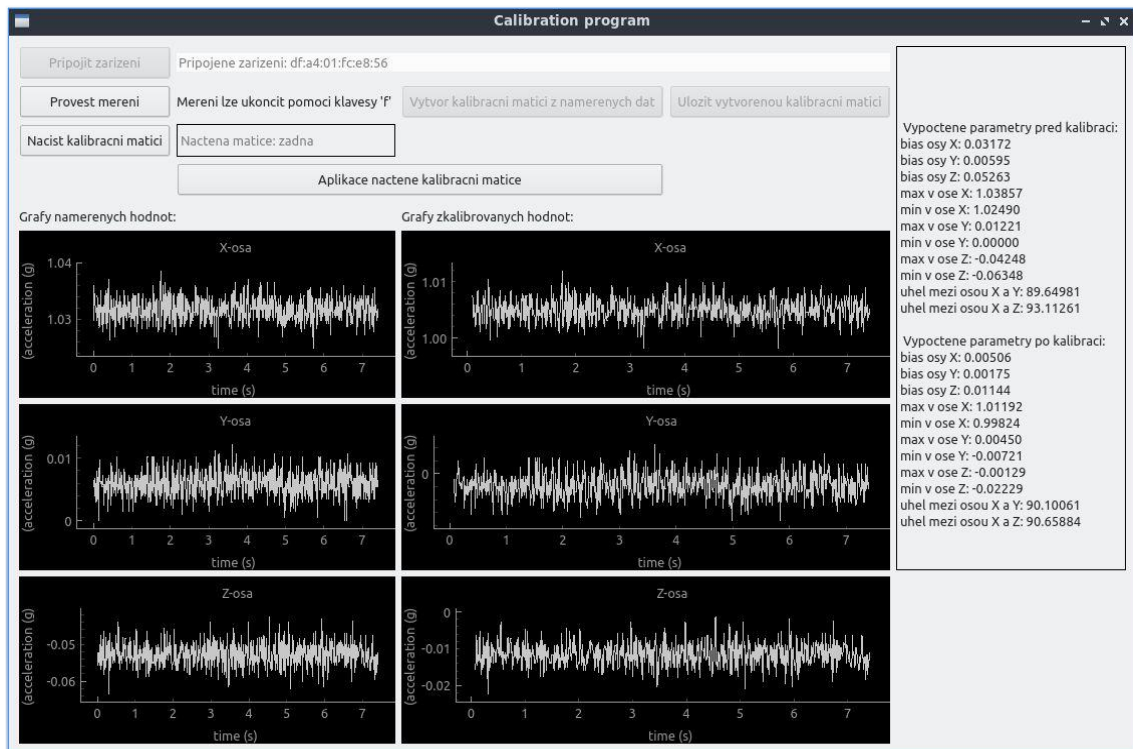 Calibration program
Pripojit zarizeni
Pripojene zarizeni: df:a4:01:fc:e8:56
Provest mereni
Mereni lze ukoncit pomoci klavesy 'f'
Vytvor kalibracni matici z namerenych dat
Ulozit vytvorenou kalibracni matici
Nacist kalibracni matici
Nactena matice: zadna
Aplikace nactene kalibracni matice
Grafy namerenych hodnot:
X-osa
(acceleration (g)
1.04
1.03
0 1 2 3 4 5 6 7
time (s)
Y-osa
(acceleration (g)
0.01
0
0 1 2 3 4 5 6 7
time (s)
Z-osa
(acceleration (g)
-0.05
-0.06
0 1 2 3 4 5 6 7
time (s)
Grafy zkalibrovanych hodnot:
X-osa
(acceleration (g)
1.01
1.00
0 1 2 3 4 5 6 7
time (s)
Y-osa
(acceleration (g)
0
0 1 2 3 4 5 6 7
time (s)
Z-osa
(acceleration (g)
0
-0.01
-0.02
0 1 2 3 4 5 6 7
time (s)
Vypoctene parametry pred kalibraci:
bias osy X: 0.03172
bias osy Y: 0.00595
bias osy Z: 0.05263
max v ose X: 1.03857
min v ose X: 1.02490
max v ose Y: 0.01221
min v ose Y: 0.00000
max v ose Z: -0.04248
min v ose Z: -0.06348
uhel mezi osou X a Y: 89.64981
uhel mezi osou X a Z: 93.11261
Vypoctene parametry po kalibraci:
bias osy X: 0.00506
bias osy Y: 0.00175
bias osy Z: 0.01144
max v ose X: 1.01192
min v ose X: 0.99824
max v ose Y: 0.00450
min v ose Y: -0.00721
max v ose Z: -0.00129
min v ose Z: -0.02229
uhel mezi osou X a Y: 90.10061
uhel mezi osou X a Z: 90.65884